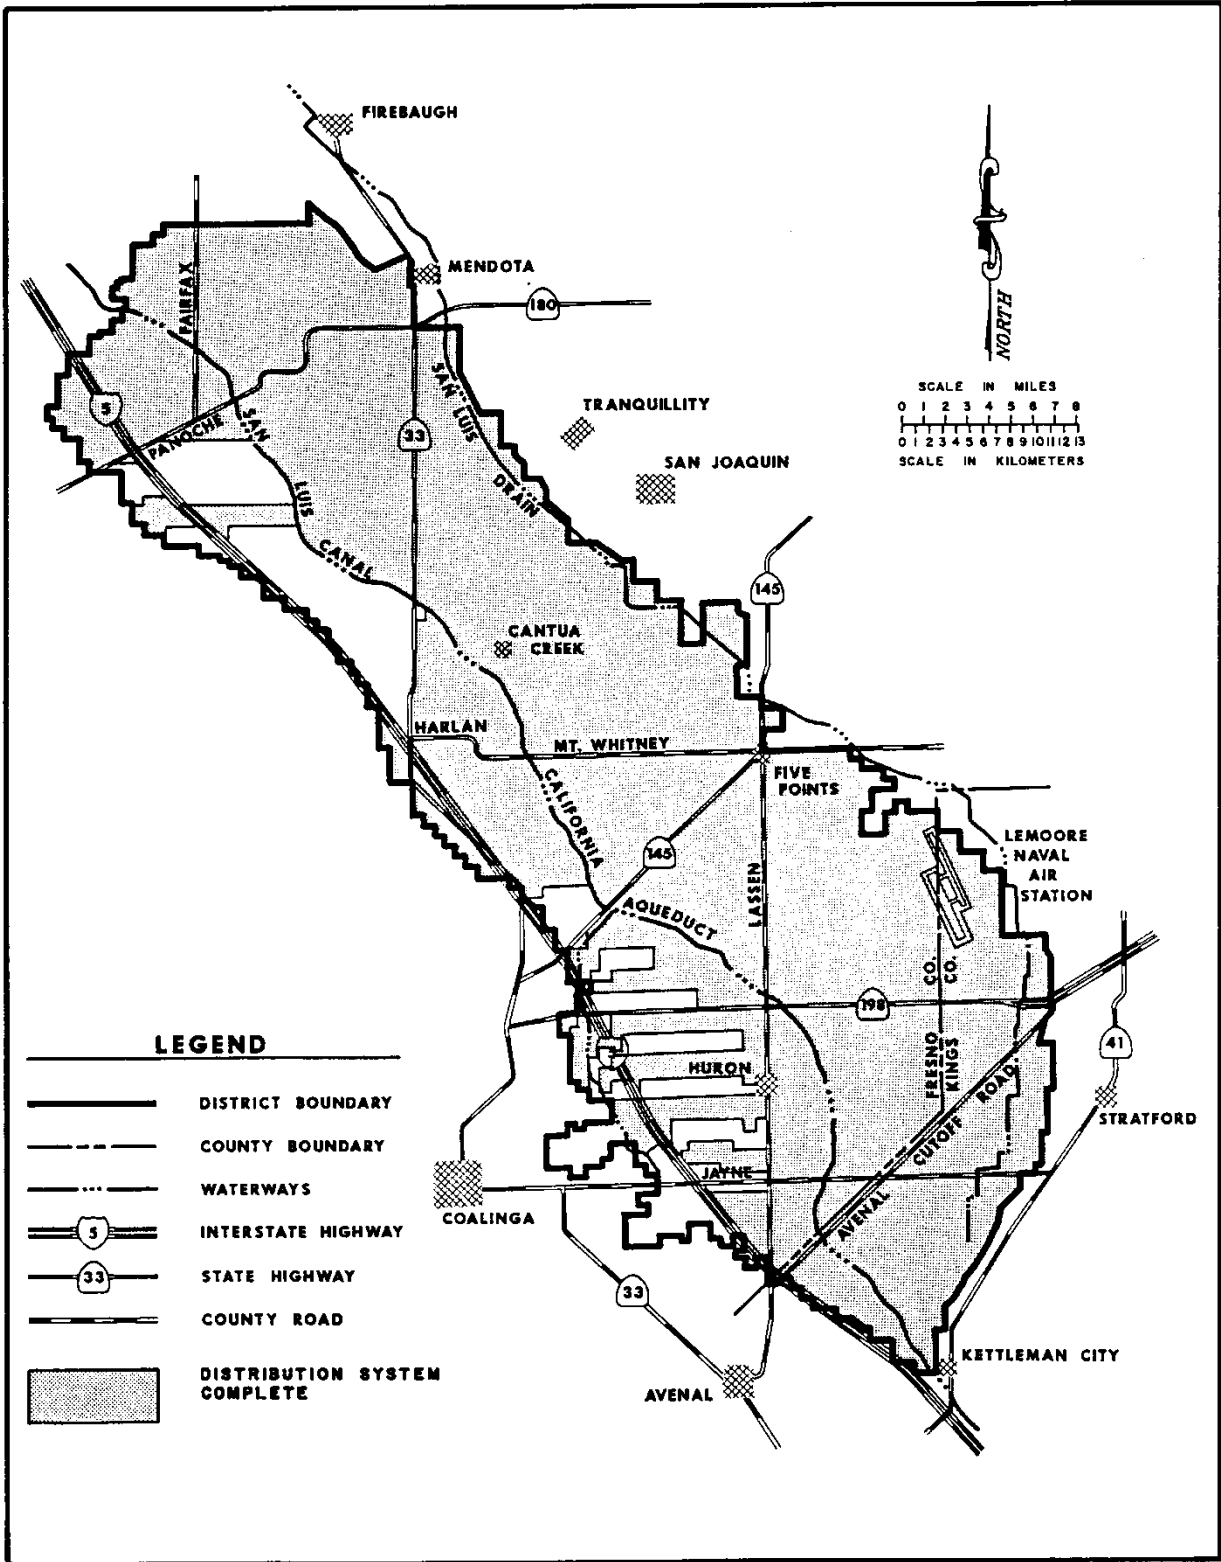 FIREBAUGH
MENDOTA
180
FAIRFAX
NORTH
SCALE IN MILES
0 1 2 3 4 5 6 7 8
0 1 2 3 4 5 6 7 8 9 10 11 12 13
SCALE IN KILOMETERS
5
PANOCHE
SAN
LUIS
CANAL
33
SAN LUIS
DRAIN
TRANQUILLITY
SAN JOAQUIN
145
CANTUA
CREEK
HARLAN
MT. WHITNEY
FIVE
POINTS
CALIFORNIA
AQUEDUCT
145
LASSEN
LEMOORE
NAVAL
AIR
STATION
FRESNO CO.
KINGS CO.
198
41
STRATFORD
HURON
JAYNE
AVENAL
CUTOFF
ROAD
COALINGA
33
AVENAL
KETTLEMAN CITY
LEGEND
DISTRICT BOUNDARY
COUNTY BOUNDARY
WATERWAYS
5
INTERSTATE HIGHWAY
33
STATE HIGHWAY
COUNTY ROAD
DISTRIBUTION SYSTEM
COMPLETE